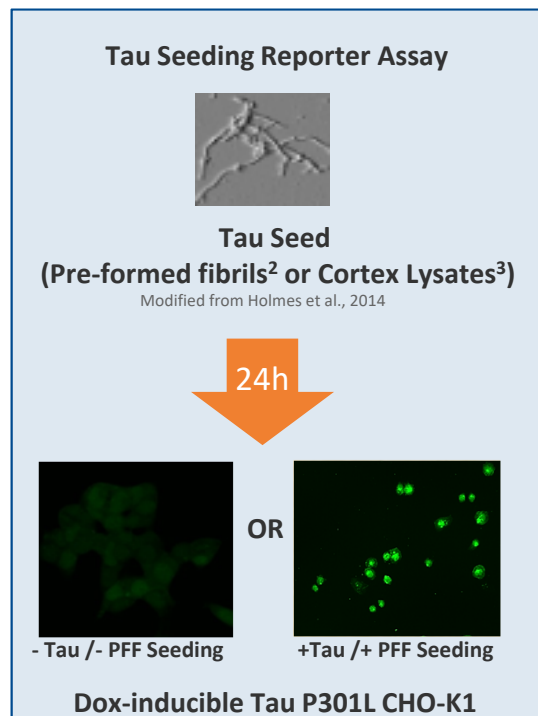 Tau Seeding Reporter Assay
Tau Seed
(Pre-formed fibrils² or Cortex Lysates³)
Modified from Holmes et al., 2014
24h
OR
- Tau /- PFF Seeding
+Tau /+ PFF Seeding
Dox-inducible Tau P301L CHO-K1